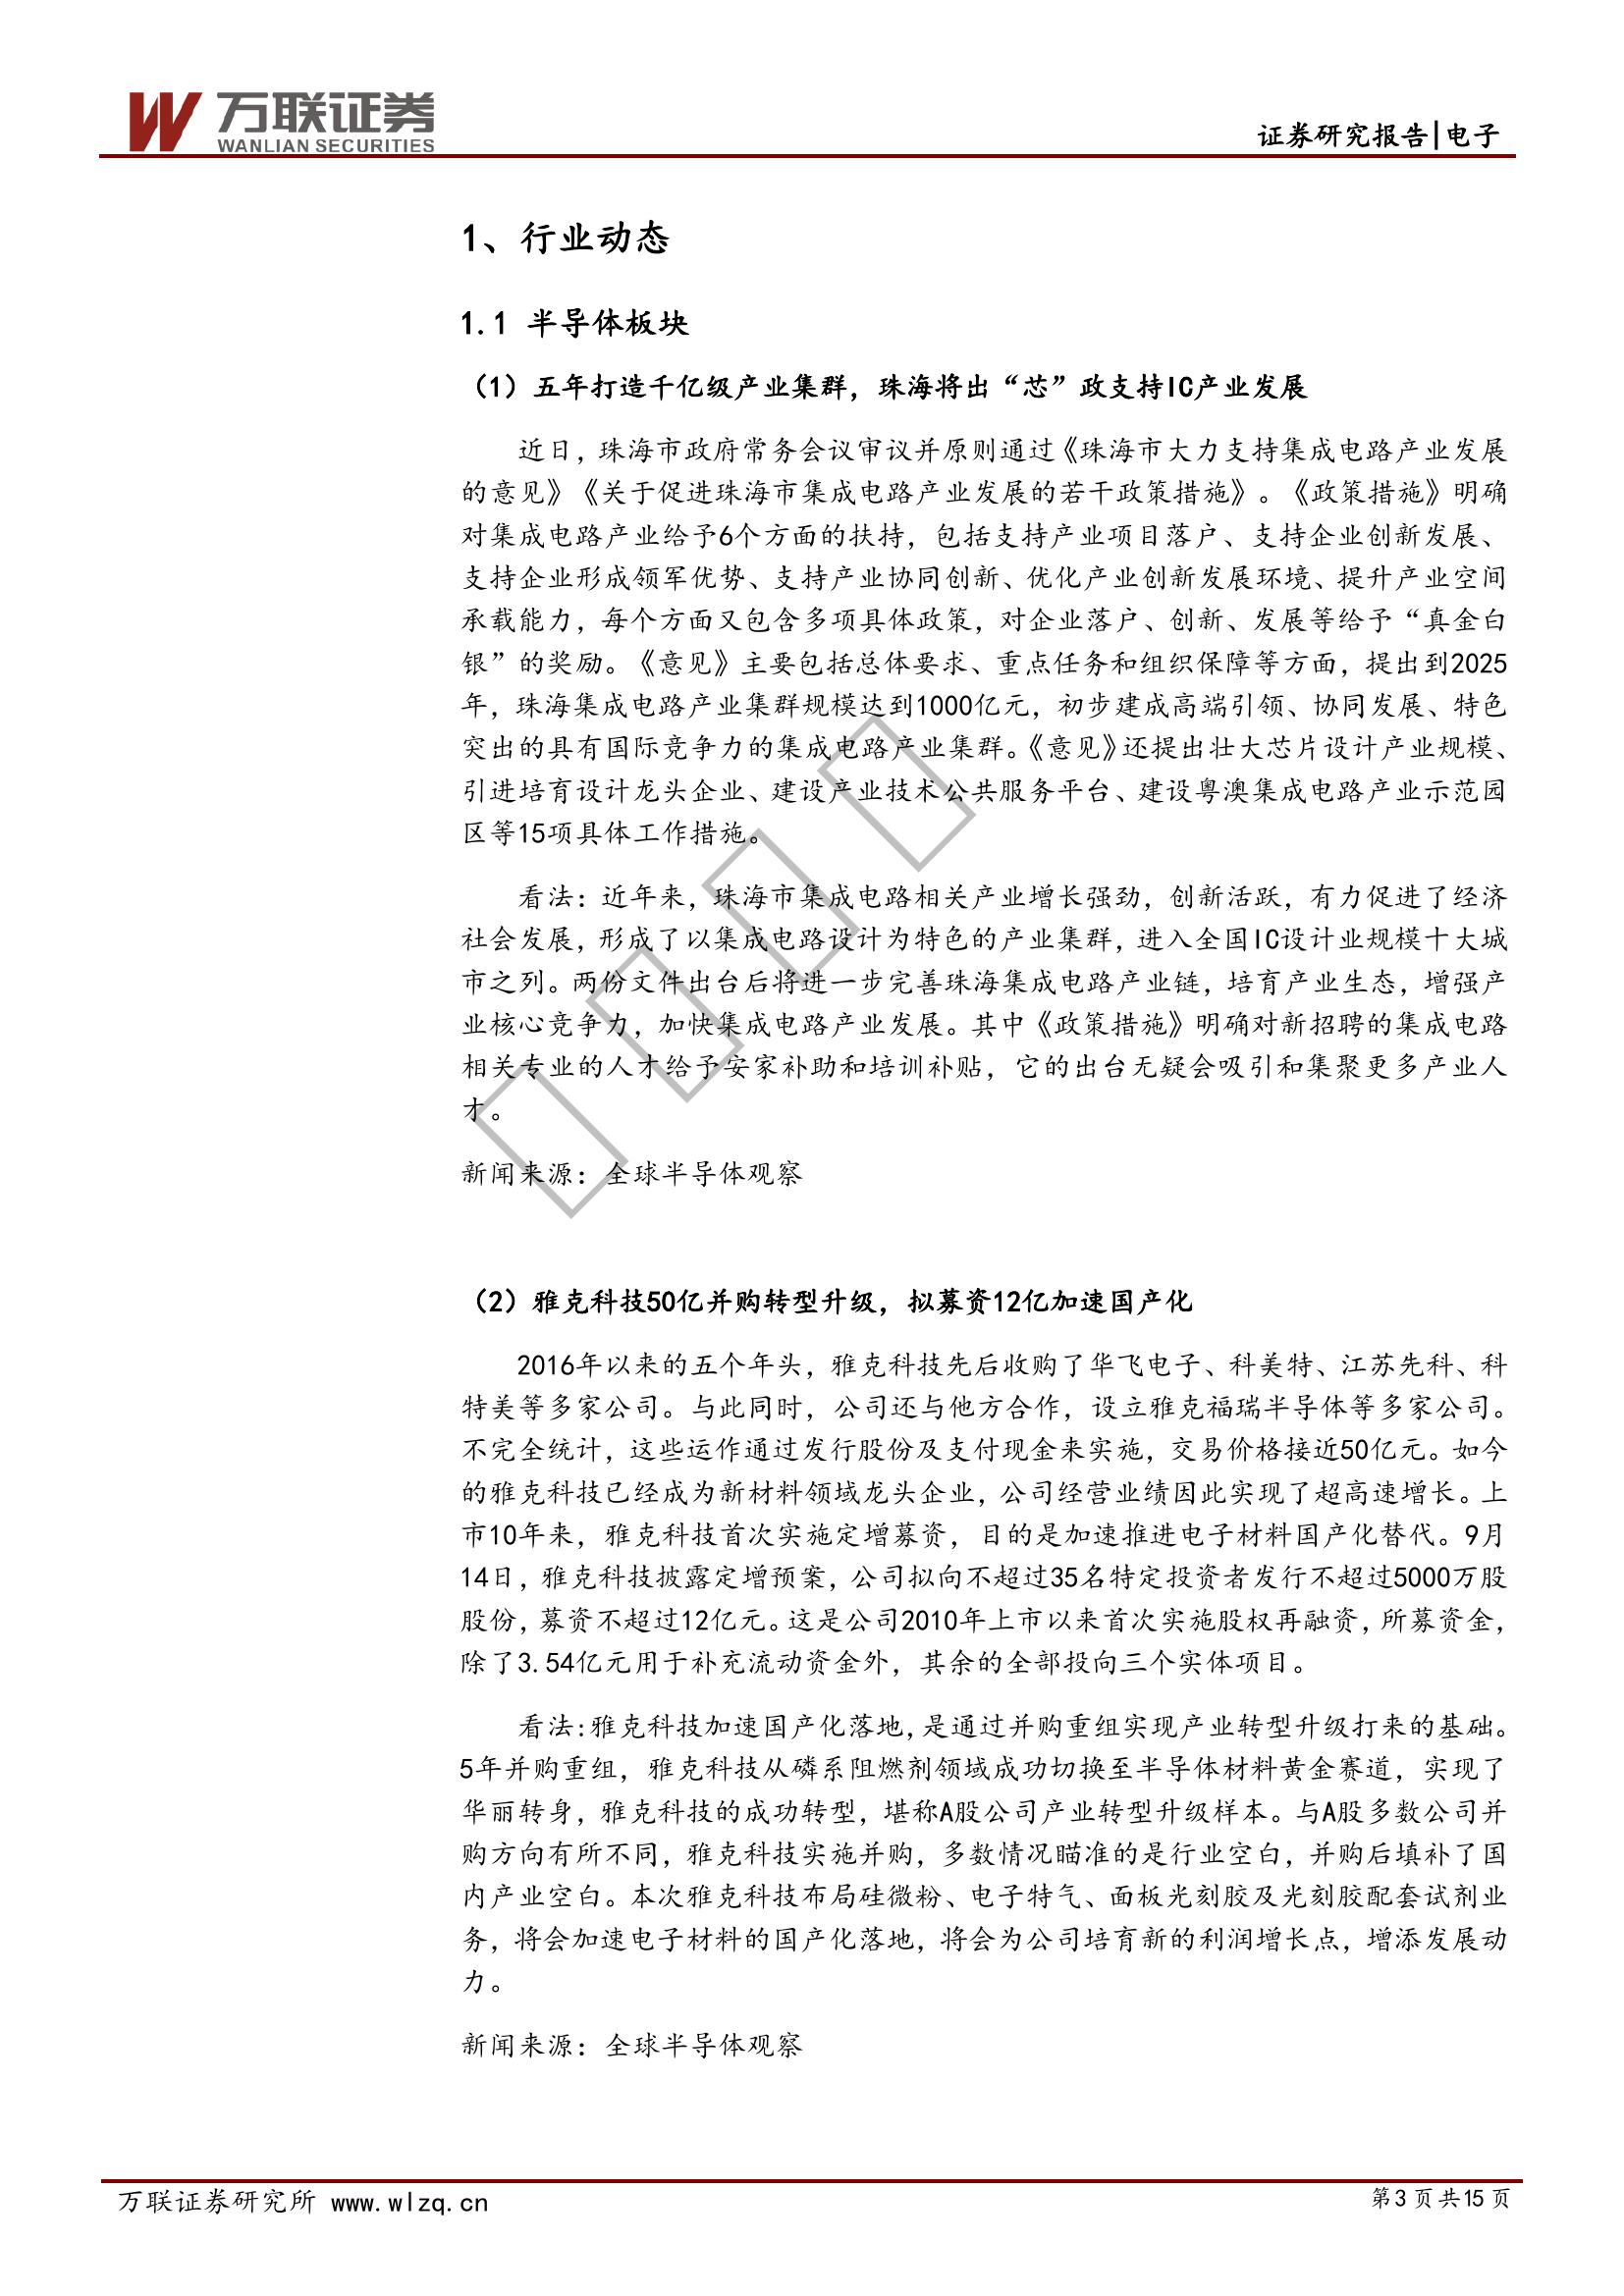 万联证券
WANLIAN SECURITIES
证券研究报告|电子
1、行业动态
1.1 半导体板块
（1）五年打造千亿级产业集群，珠海将出“芯”政支持IC产业发展
近日，珠海市政府常务会议审议并原则通过《珠海市大力支持集成电路产业发展
的意见》《关于促进珠海市集成电路产业发展的若干政策措施》。《政策措施》明确
对集成电路产业给予6个方面的扶持，包括支持产业项目落户、支持企业创新发展、
支持企业形成领军优势、支持产业协同创新、优化产业创新发展环境、提升产业空间
承载能力，每个方面又包含多项具体政策，对企业落户、创新、发展等给予“真金白
银”的奖励。《意见》主要包括总体要求、重点任务和组织保障等方面，提出到2025
年，珠海集成电路产业集群规模达到1000亿元，初步建成高端引领、协同发展、特色
突出的具有国际竞争力的集成电路产业集群。《意见》还提出壮大芯片设计产业规模、
引进培育设计龙头企业、建设产业技术公共服务平台、建设粤澳集成电路产业示范园
区等15项具体工作措施。
看法：近年来，珠海市集成电路相关产业增长强劲，创新活跃，有力促进了经济
社会发展，形成了以集成电路设计为特色的产业集群，进入全国IC设计业规模十大城
市之列。两份文件出台后将进一步完善珠海集成电路产业链，培育产业生态，增强产
业核心竞争力，加快集成电路产业发展。其中《政策措施》明确对新招聘的集成电路
相关专业的人才给予安家补助和培训补贴，它的出台无疑会吸引和集聚更多产业人
才。
新闻来源：全球半导体观察
（2）雅克科技50亿并购转型升级，拟募资12亿加速国产化
2016年以来的五个年头，雅克科技先后收购了华飞电子、科美特、江苏先科、科
特美等多家公司。与此同时，公司还与他方合作，设立雅克福瑞半导体等多家公司。
不完全统计，这些运作通过发行股份及支付现金来实施，交易价格接近50亿元。如今
的雅克科技已经成为新材料领域龙头企业，公司经营业绩因此实现了超高速增长。上
市10年来，雅克科技首次实施定增募资，目的是加速推进电子材料国产化替代。9月
14日，雅克科技披露定增预案，公司拟向不超过35名特定投资者发行不超过5000万股
股份，募资不超过12亿元。这是公司2010年上市以来首次实施股权再融资，所募资金，
除了3.54亿元用于补充流动资金外，其余的全部投向三个实体项目。
看法：雅克科技加速国产化落地，是通过并购重组实现产业转型升级打来的基础。
5年并购重组，雅克科技从磷系阻燃剂领域成功切换至半导体材料黄金赛道，实现了
华丽转身，雅克科技的成功转型，堪称A股公司产业转型升级样本。与A股多数公司并
购方向有所不同，雅克科技实施并购，多数情况瞄准的是行业空白，并购后填补了国
内产业空白。本次雅克科技布局硅微粉、电子特气、面板光刻胶及光刻胶配套试剂业
务，将会加速电子材料的国产化落地，将会为公司培育新的利润增长点，增添发展动
力。
新闻来源：全球半导体观察
万联证券研究所 www.wlzq.cn
第3页共15页